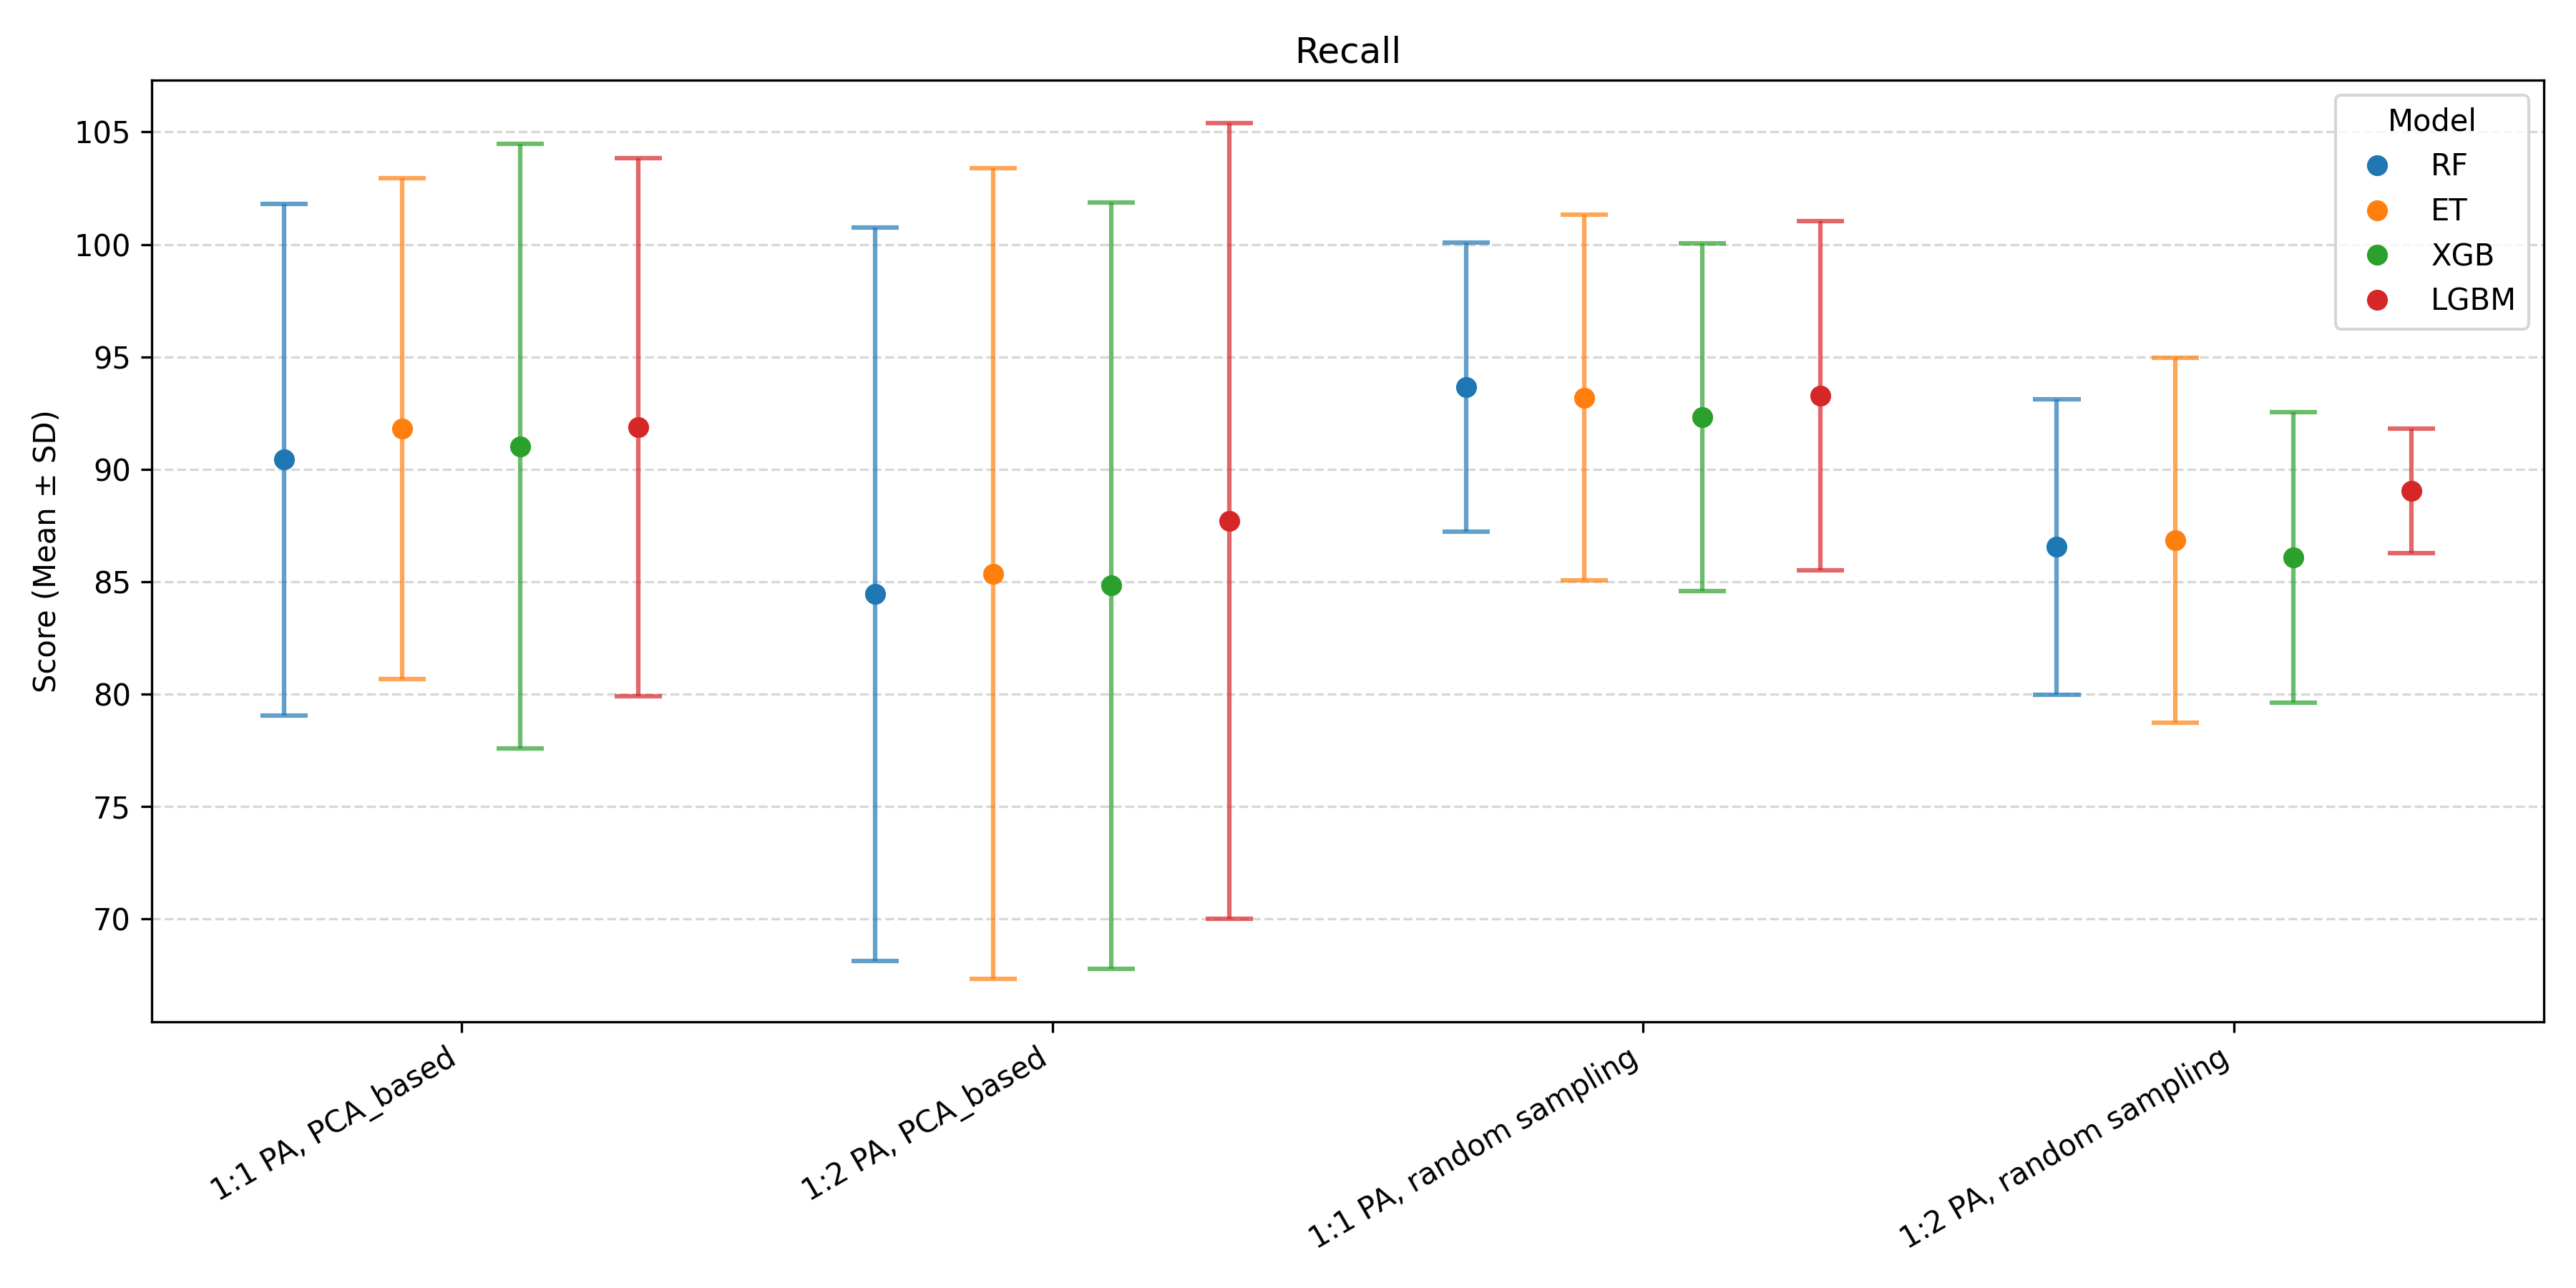 Recall
Score (Mean ± SD)
105
100
95
90
85
80
75
70
Model
RF
ET
XGB
LGBM
1:1 PA, PCA_based
1:2 PA, PCA_based
1:1 PA, random sampling
1:2 PA, random sampling